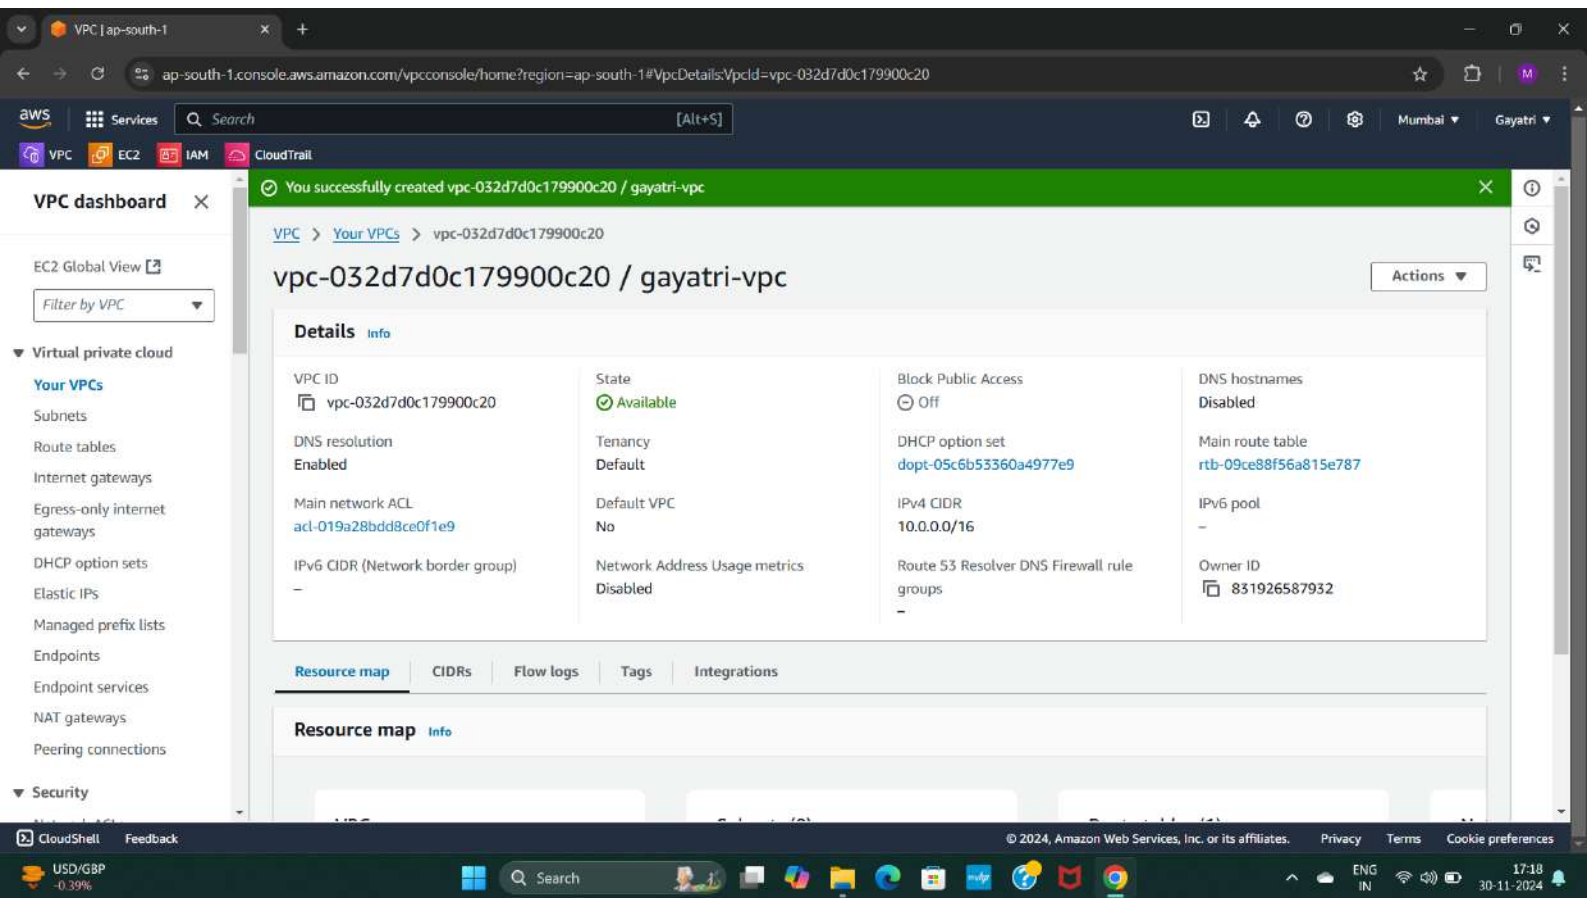 VPC | ap-south-1
ap-south-1.console.aws.amazon.com/vpcconsole/home?region=ap-south-1#VpcDetails:VpcId=vpc-032d7d0c179900c20
M
aws
Services
Search
[Alt+S]
Mumbai
Gayatri
VPC
EC2
IAM
CloudTrail
VPC dashboard
EC2 Global View
Filter by VPC
Virtual private cloud
Your VPCs
Subnets
Route tables
Internet gateways
Egress-only internet
gateways
DHCP option sets
Elastic IPs
Managed prefix lists
Endpoints
Endpoint services
NAT gateways
Peering connections
Security
You successfully created vpc-032d7d0c179900c20 / gayatri-vpc
VPC > Your VPCs > vpc-032d7d0c179900c20
vpc-032d7d0c179900c20 / gayatri-vpc
Actions
Details Info
VPC ID
vpc-032d7d0c179900c20
State
Available
Block Public Access
Off
DNS hostnames
Disabled
DNS resolution
Enabled
Tenancy
Default
DHCP option set
dopt-05c6b53360a4977e9
Main route table
rtb-09ce88f56a815e787
Main network ACL
acl-019a28bdd8ce0f1e9
Default VPC
No
IPv4 CIDR
10.0.0.0/16
IPv6 pool
–
IPv6 CIDR (Network border group)
–
Network Address Usage metrics
Disabled
Route 53 Resolver DNS Firewall rule
groups
–
Owner ID
831926587932
Resource map
CIDRs
Flow logs
Tags
Integrations
Resource map Info
CloudShell
Feedback
© 2024, Amazon Web Services, Inc. or its affiliates.
Privacy
Terms
Cookie preferences
USD/GBP
-0.39%
Search
ENG
IN
17:18
30-11-2024